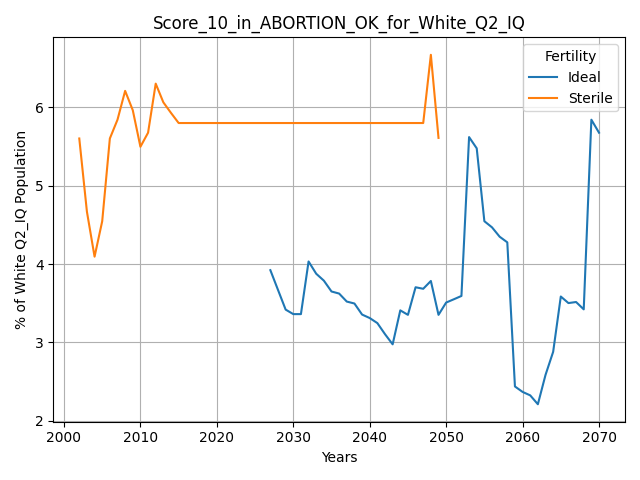 Score_10_in_ABORTION_OK_for_White_Q2_IQ
Fertility
Ideal
Sterile
% of White Q2_IQ Population
6
5
4
3
2
2000 2010 2020 2030 2040 2050 2060 2070
Years